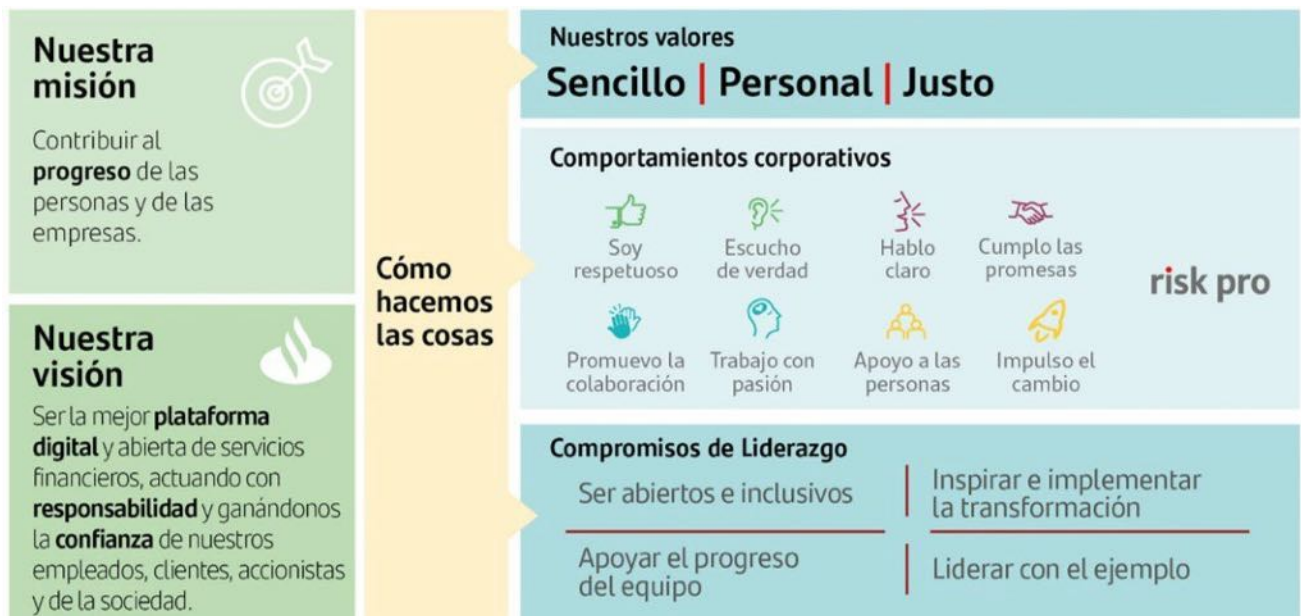 Nuestra
misión
Contribuir al
progreso de las
personas y de las
empresas.
Nuestra
visión
Ser la mejor plataforma
digital y abierta de servicios
financieros, actuando con
responsabilidad y ganándonos
la confianza de nuestros
empleados, clientes, accionistas
y de la sociedad.
Cómo
hacemos
las cosas
Nuestros valores
Sencillo | Personal | Justo
Comportamientos corporativos
Soy
respetuoso
Escucho
de verdad
Hablo
claro
Cumplo las
promesas
Promuevo la
colaboración
Trabajo con
pasión
Apoyo a las
personas
Impulso el
cambio
risk pro
Compromisos de Liderazgo
Ser abiertos e inclusivos
Inspirar e implementar
la transformación
Apoyar el progreso
del equipo
Liderar con el ejemplo